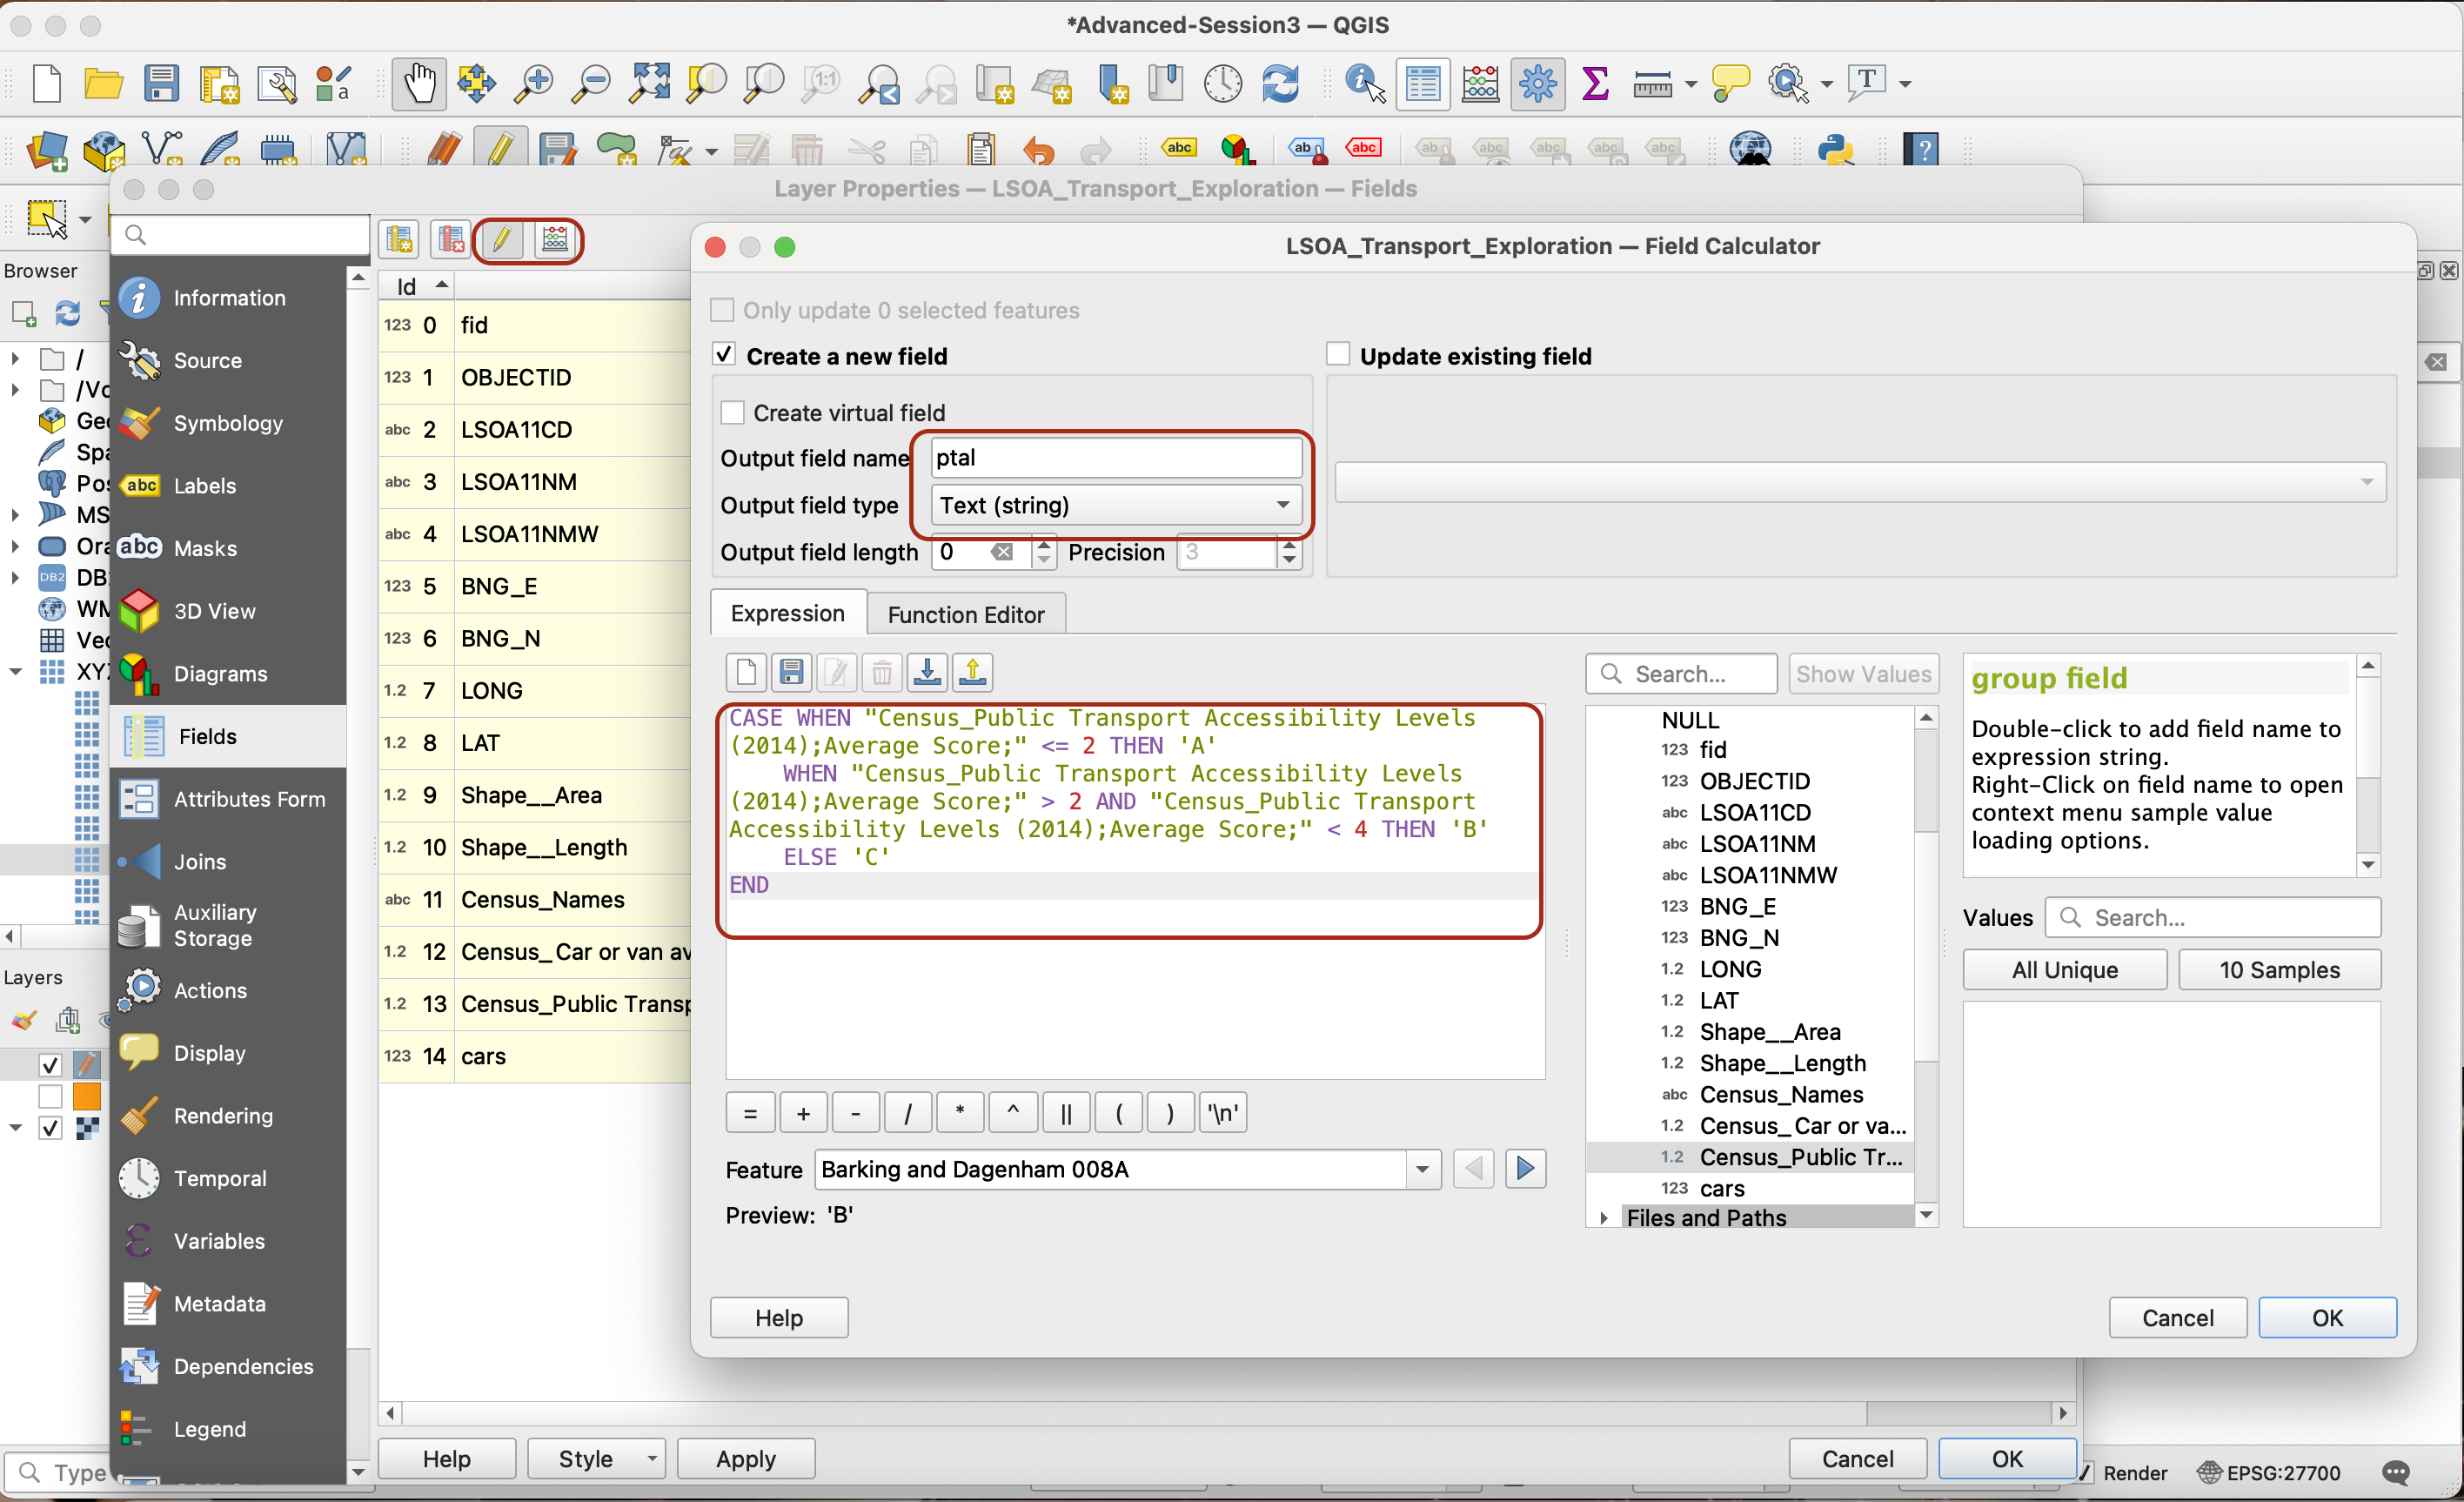 *Advanced-Session3 — QGIS
Layer Properties — LSOA_Transport_Exploration — Fields
LSOA_Transport_Exploration — Field Calculator
Browser
/
Layers
Information
Source
Symbology
abc Labels
abc Masks
3D View
Diagrams
Fields
Attributes Form
Joins
Auxiliary
Storage
Actions
Display
Rendering
Temporal
Variables
Metadata
Dependencies
Legend
Id
123 0 fid
123 1 OBJECTID
abc 2 LSOA11CD
abc 3 LSOA11NM
abc 4 LSOA11NMW
123 5 BNG_E
123 6 BNG_N
1.2 7 LONG
1.2 8 LAT
1.2 9 Shape__Area
1.2 10 Shape__Length
abc 11 Census_Names
1.2 12 Census_Car or van av
1.2 13 Census_Public Transp
123 14 cars
Only update 0 selected features
Create a new field
Update existing field
Create virtual field
Output field name ptal
Output field type Text (string)
Output field length 0 Precision 3
Expression Function Editor
CASE WHEN "Census_Public Transport Accessibility Levels
(2014);Average Score;" <= 2 THEN 'A'
WHEN "Census_Public Transport Accessibility Levels
(2014);Average Score;" > 2 AND "Census_Public Transport
Accessibility Levels (2014);Average Score;" < 4 THEN 'B'
ELSE 'C'
END
= + - / * ^ || ( ) '\n'
Feature Barking and Dagenham 008A
Preview: 'B'
Search... Show Values
NULL
123 fid
123 OBJECTID
abc LSOA11CD
abc LSOA11NM
abc LSOA11NMW
123 BNG_E
123 BNG_N
1.2 LONG
1.2 LAT
1.2 Shape__Area
1.2 Shape__Length
abc Census_Names
1.2 Census_Car or va...
1.2 Census_Public Tr...
123 cars
Files and Paths
group field
Double-click to add field name to
expression string.
Right-Click on field name to open
context menu sample value
loading options.
Values Search...
All Unique 10 Samples
Help Cancel OK
Help Style Apply Cancel OK
Type
Render EPSG:27700